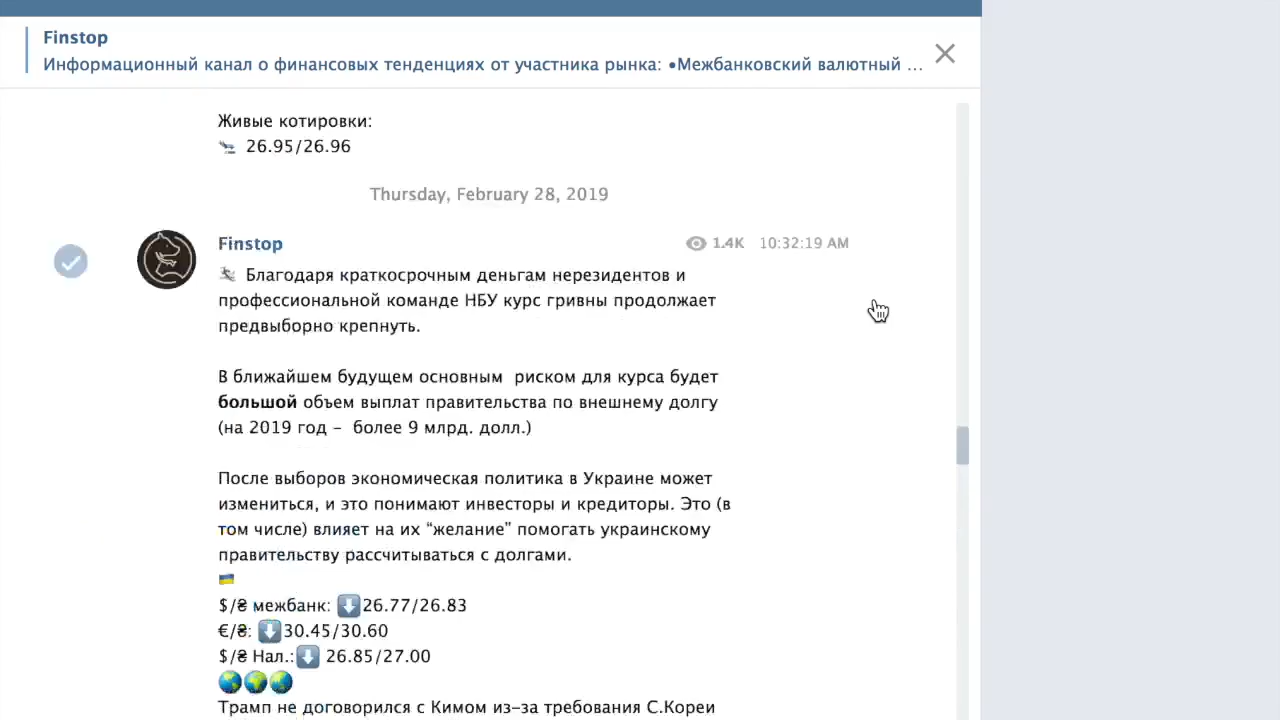 Finstop
Информационный канал о финансовых тенденциях от участника рынка: •Межбанковский валютный ...
Живые котировки:
26.95/26.96
Thursday, February 28, 2019
Finstop 1.4K 10:32:19 AM
Благодаря краткосрочным деньгам нерезидентов и
профессиональной команде НБУ курс гривны продолжает
предвыборно крепнуть.
В ближайшем будущем основным  риском для курса будет
большой объем выплат правительства по внешнему долгу
(на 2019 год –  более 9 млрд. долл.)
После выборов экономическая политика в Украине может
измениться, и это понимают инвесторы и кредиторы. Это (в
том числе) влияет на их “желание” помогать украинскому
правительству рассчитываться с долгами.
🇺🇦
$/₴ межбанк: ⬇️26.77/26.83
€/₴: ⬇️30.45/30.60
$/₴ Нал.:⬇️ 26.85/27.00
🌏🌍🌎
Трамп не договорился с Кимом из-за требования С.Кореи